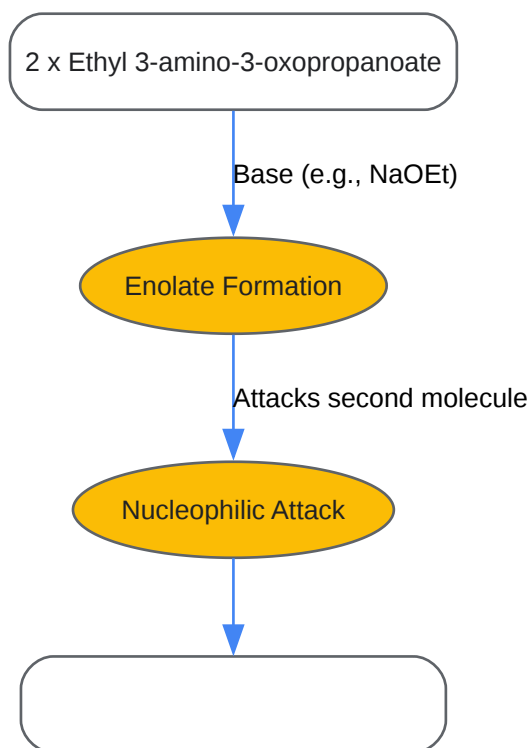 2 x Ethyl 3-amino-3-oxopropanoate
Base (e.g., NaOEt)
Enolate Formation
Attacks second molecule
Nucleophilic Attack